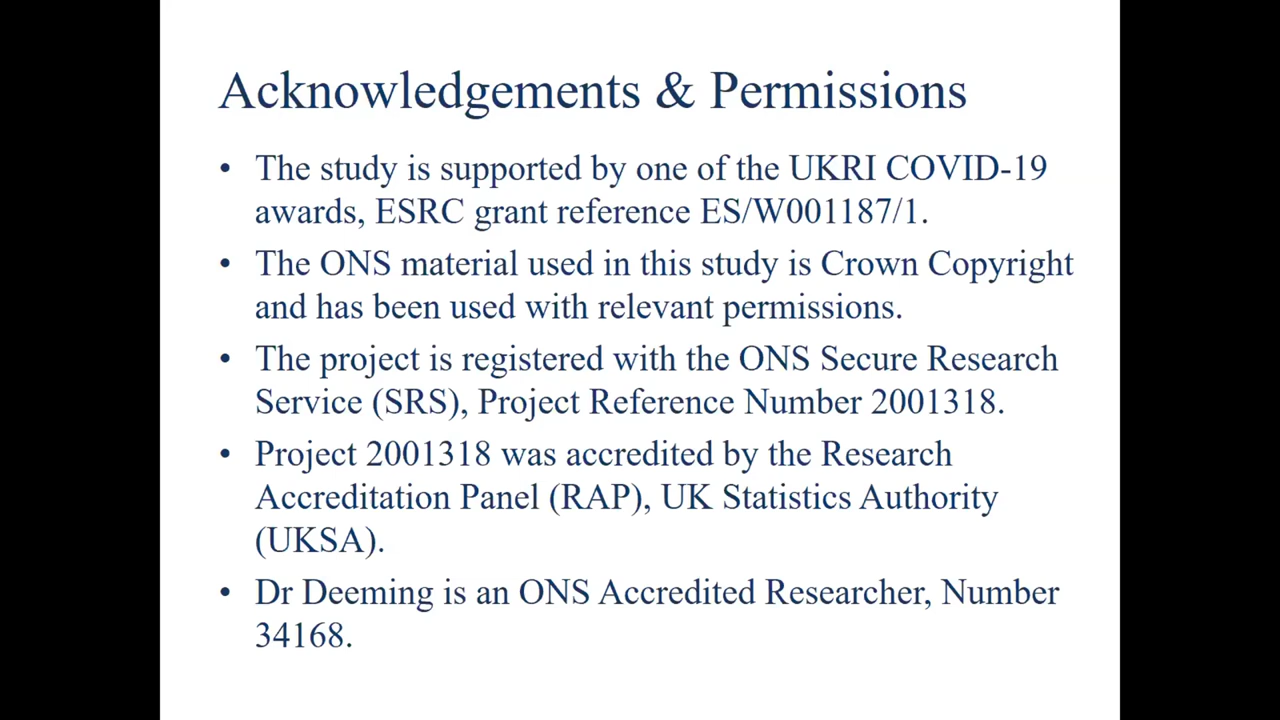 Acknowledgements & Permissions
• The study is supported by one of the UKRI COVID-19
awards, ESRC grant reference ES/W001187/1.
• The ONS material used in this study is Crown Copyright
and has been used with relevant permissions.
• The project is registered with the ONS Secure Research
Service (SRS), Project Reference Number 2001318.
• Project 2001318 was accredited by the Research
Accreditation Panel (RAP), UK Statistics Authority
(UKSA).
• Dr Deeming is an ONS Accredited Researcher, Number
34168.